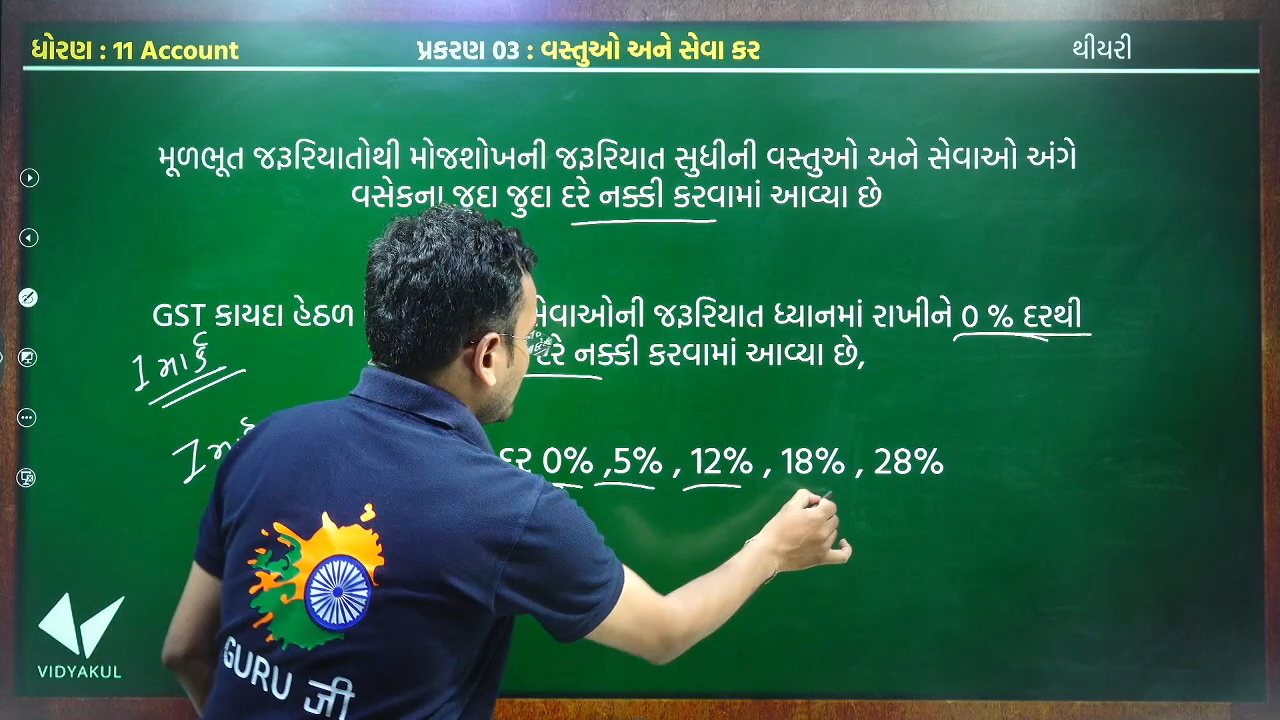 ધોરણ : 11 Account
પ્રકરણ 03 : વસ્તુઓ અને સેવા કર
થીયરી
મૂળભૂત જરૂરિયાતોથી મોજશોખની જરૂરિયાત સુધીની વસ્તુઓ અને સેવાઓ અંગે
વસેકના જુદા જુદા દરે નક્કી કરવામાં આવ્યા છે
GST કાયદા હેઠળ સેવાઓની જરૂરિયાત ધ્યાનમાં રાખીને 0 % દરથી
દરે નક્કી કરવામાં આવ્યા છે,
1 માર્ક
1
દર 0% ,5% , 12% , 18% , 28%
VIDYAKUL
GURU जी